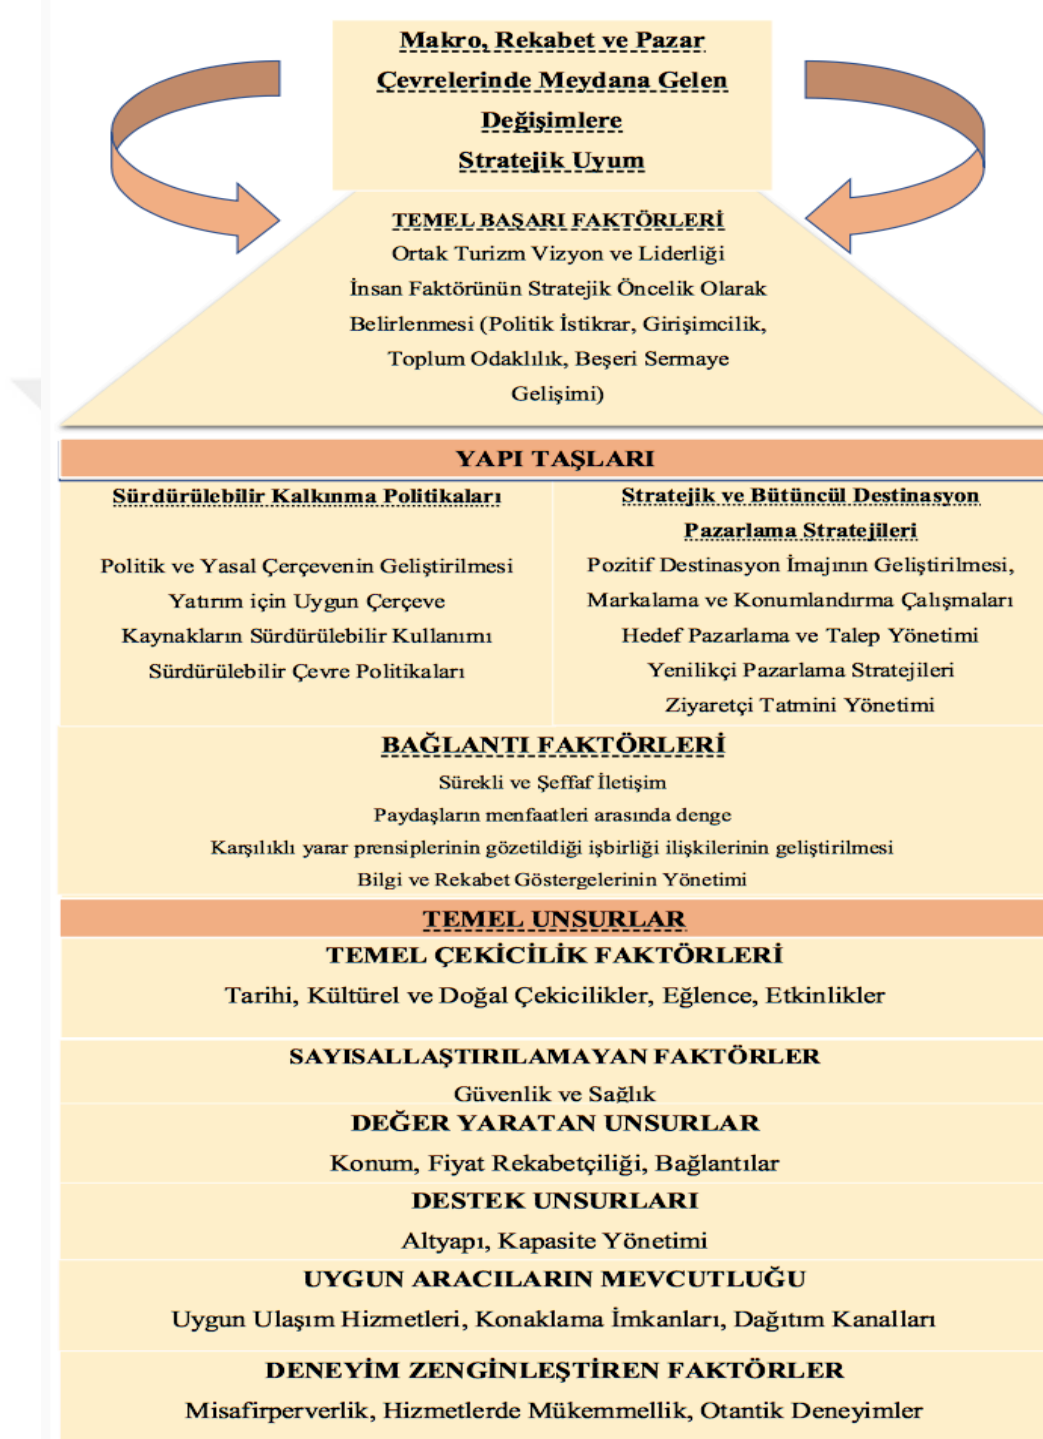 Makro, Rekabet ve Pazar
Çevrelerinde Meydana Gelen
Değişimlere
Stratejik Uyum
TEMEL BAŞARI FAKTÖRLERİ
Ortak Turizm Vizyon ve Liderliği
İnsan Faktörünün Stratejik Öncelik Olarak
Belirlenmesi (Politik İstikrar, Girişimcilik,
Toplum Odaklılık, Beşeri Sermaye
Gelişimi)
YAPI TAŞLARI
Sürdürülebilir Kalkınma Politikaları
Politik ve Yasal Çerçevenin Geliştirilmesi
Yatırım için Uygun Çerçeve
Kaynakların Sürdürülebilir Kullanımı
Sürdürülebilir Çevre Politikaları
Stratejik ve Bütüncül Destinasyon
Pazarlama Stratejileri
Pozitif Destinasyon İmajının Geliştirilmesi,
Markalama ve Konumlandırma Çalışmaları
Hedef Pazarlama ve Talep Yönetimi
Yenilikçi Pazarlama Stratejileri
Ziyaretçi Tatmini Yönetimi
BAĞLANTI FAKTÖRLERİ
Sürekli ve Şeffaf İletişim
Paydaşların menfaatleri arasında denge
Karşılıklı yarar prensiplerinin gözetildiği işbirliği ilişkilerinin geliştirilmesi
Bilgi ve Rekabet Göstergelerinin Yönetimi
TEMEL UNSURLAR
TEMEL ÇEKİCİLİK FAKTÖRLERİ
Tarihi, Kültürel ve Doğal Çekicilikler, Eğlence, Etkinlikler
SAYISALLAŞTIRILAMAYAN FAKTÖRLER
Güvenlik ve Sağlık
DEĞER YARATAN UNSURLAR
Konum, Fiyat Rekabetçiliği, Bağlantılar
DESTEK UNSURLARI
Altyapı, Kapasite Yönetimi
UYGUN ARACILARIN MEVCUTLUĞU
Uygun Ulaşım Hizmetleri, Konaklama İmkanları, Dağıtım Kanalları
DENEYİM ZENGİNLEŞTİREN FAKTÖRLER
Misafirperverlik, Hizmetlerde Mükemmellik, Otantik Deneyimler